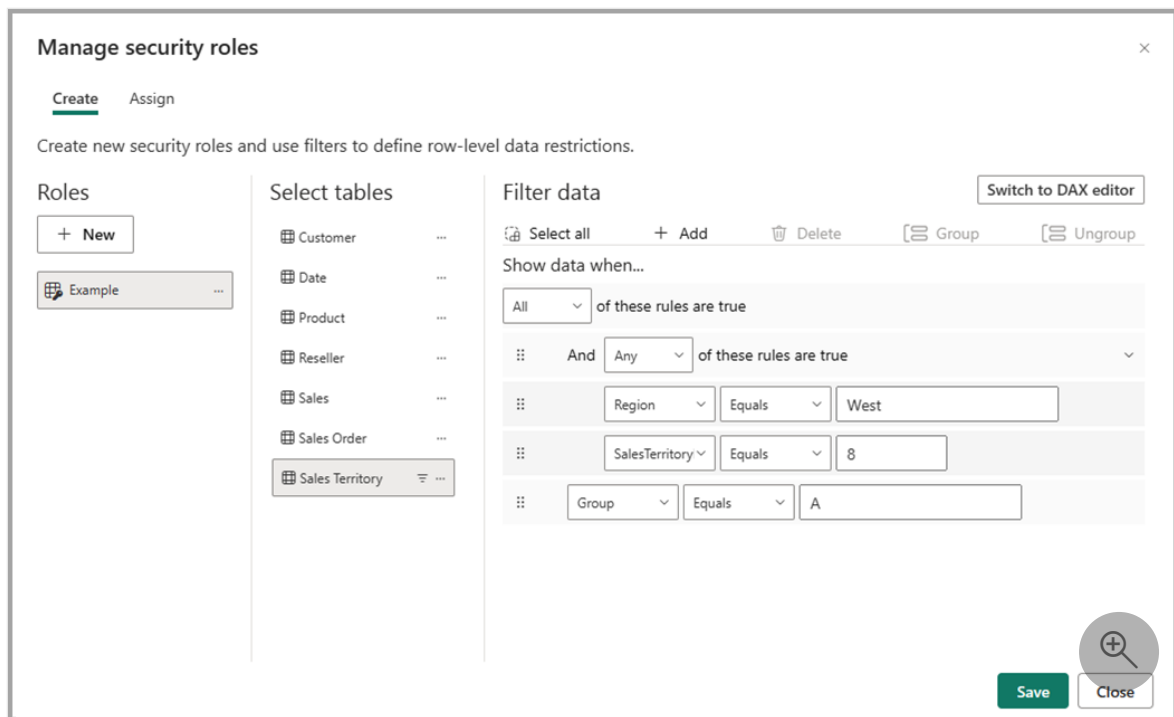 Manage security roles
Create Assign
Create new security roles and use filters to define row-level data restrictions.
Roles
+ New
Example
Select tables
Customer
Date
Product
Reseller
Sales
Sales Order
Sales Territory
Filter data
Switch to DAX editor
Select all + Add Delete Group Ungroup
Show data when...
All of these rules are true
And Any of these rules are true
Region Equals West
SalesTerritory Equals 8
Group Equals A
Save Close